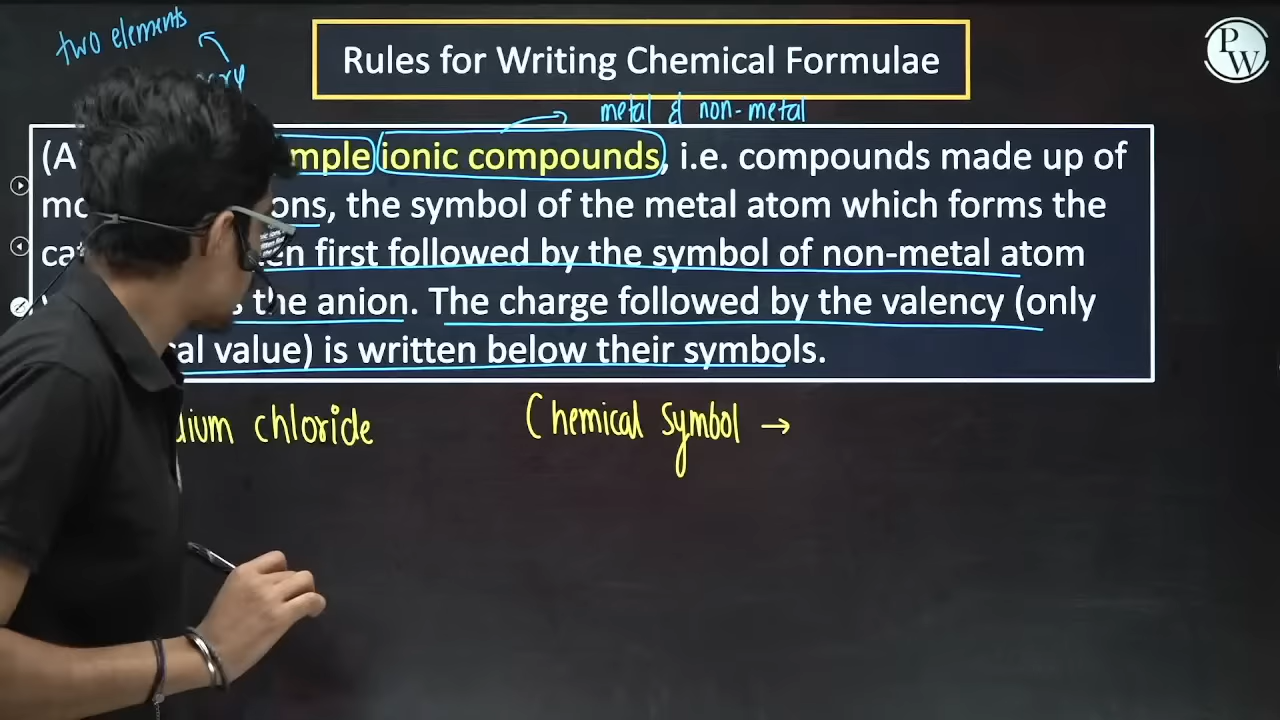 two elements
Rules for Writing Chemical Formulae
PW
metal & non-metal
(A mple ionic compounds, i.e. compounds made up of
mo ons, the symbol of the metal atom which forms the
cat en first followed by the symbol of non-metal atom
s the anion. The charge followed by the valency (only
cal value) is written below their symbols.
dium chloride
Chemical symbol →